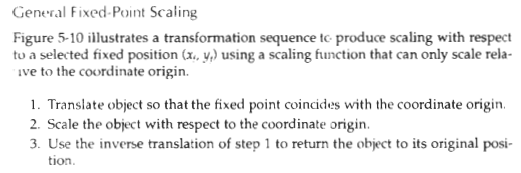 General Fixed-Point Scaling
Figure 5-10 illustrates a transformation sequence to produce scaling with respect
to a selected fixed position (x_f, y_f) using a scaling function that can only scale rela-
ive to the coordinate origin.
1. Translate object so that the fixed point coincides with the coordinate origin.
2. Scale the object with respect to the coordinate origin.
3. Use the inverse translation of step 1 to return the object to its original posi-
tion.